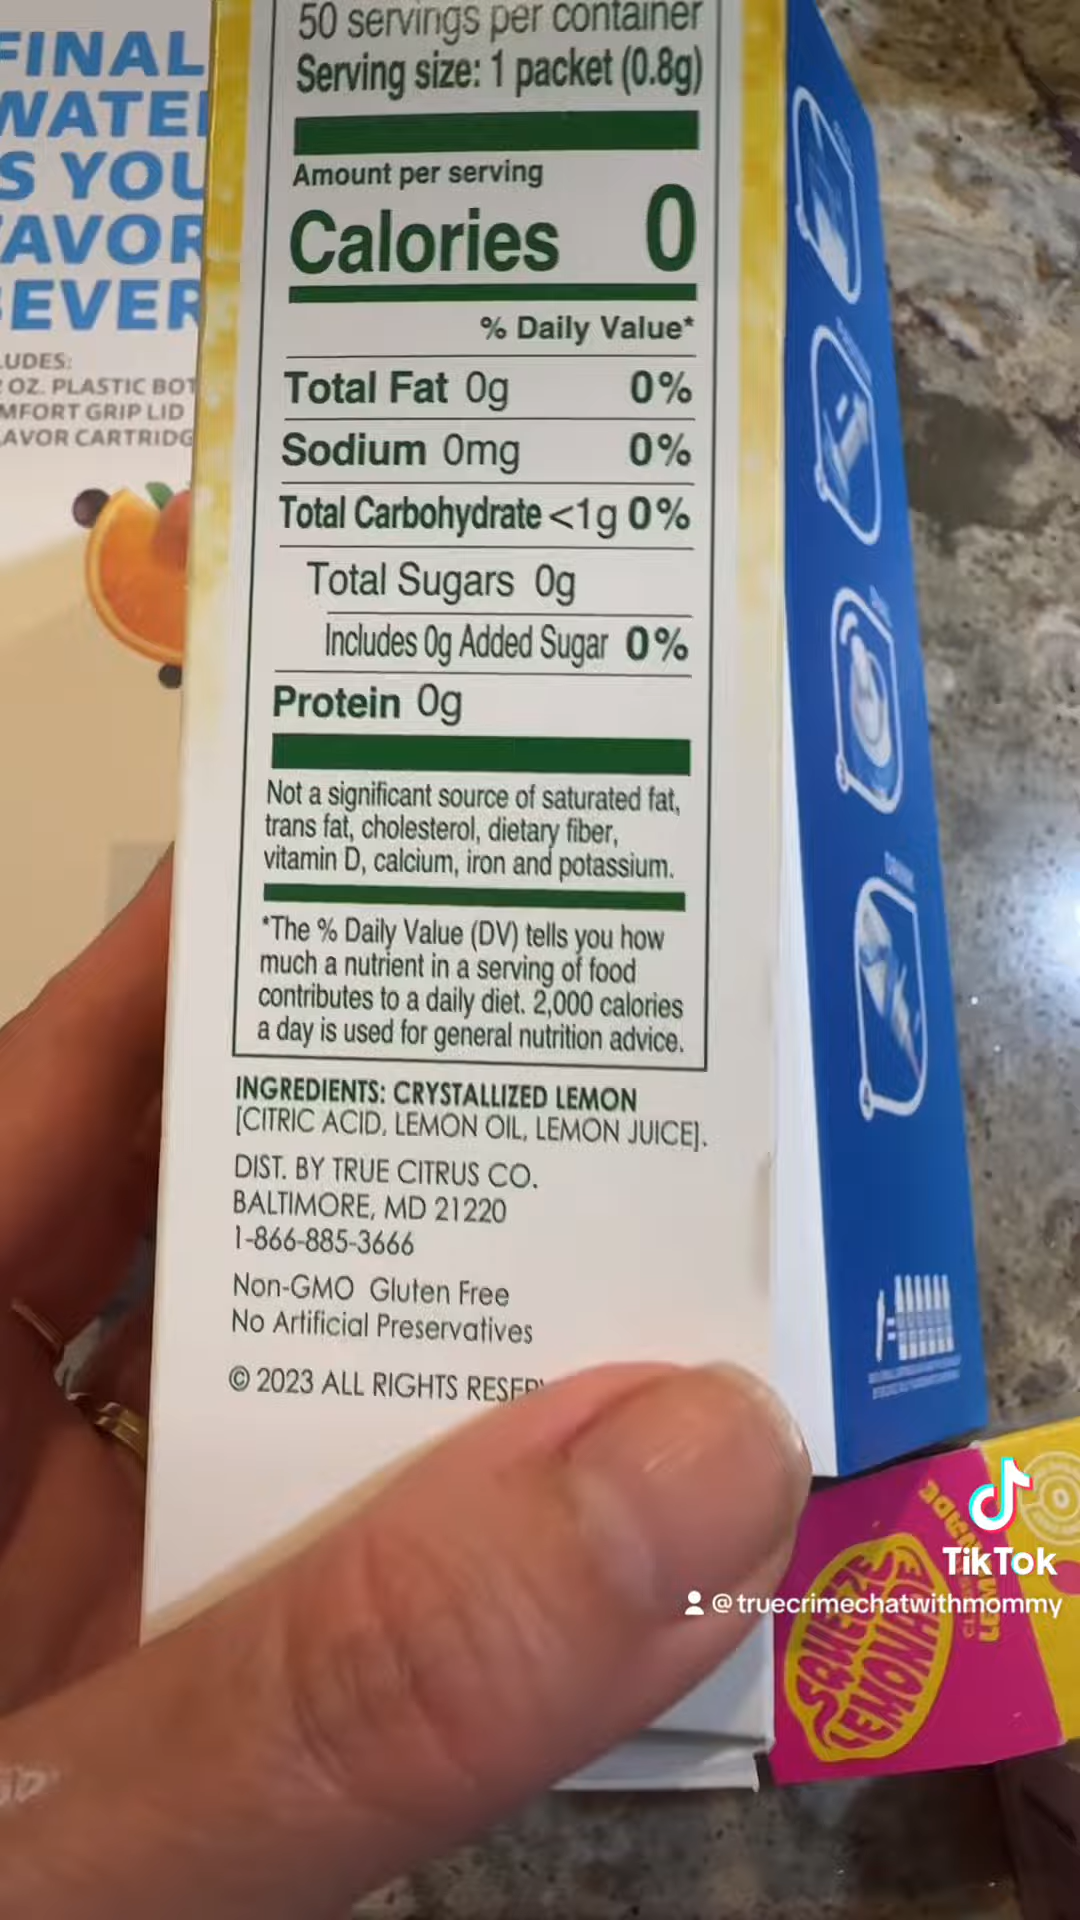 50 servings per container
Serving size: 1 packet (0.8g)
Amount per serving
Calories 0
% Daily Value*
Total Fat 0g 0%
Sodium 0mg 0%
Total Carbohydrate <1g 0%
Total Sugars 0g
Includes 0g Added Sugar 0%
Protein 0g
Not a significant source of saturated fat,
trans fat, cholesterol, dietary fiber,
vitamin D, calcium, iron and potassium.
*The % Daily Value (DV) tells you how
much a nutrient in a serving of food
contributes to a daily diet. 2,000 calories
a day is used for general nutrition advice.
INGREDIENTS: CRYSTALLIZED LEMON
[CITRIC ACID, LEMON OIL, LEMON JUICE].
DIST. BY TRUE CITRUS CO.
BALTIMORE, MD 21220
1-866-885-3666
Non-GMO Gluten Free
No Artificial Preservatives
© 2023 ALL RIGHTS RESER
FINAL
WATE
S YOU
AVOR
EVER
LUDES:
OZ. PLASTIC BOT
MFORT GRIP LID
AVOR CARTRIDG
SQUEEZE
LEMONADE
TikTok
@truecrimechatwithmommy